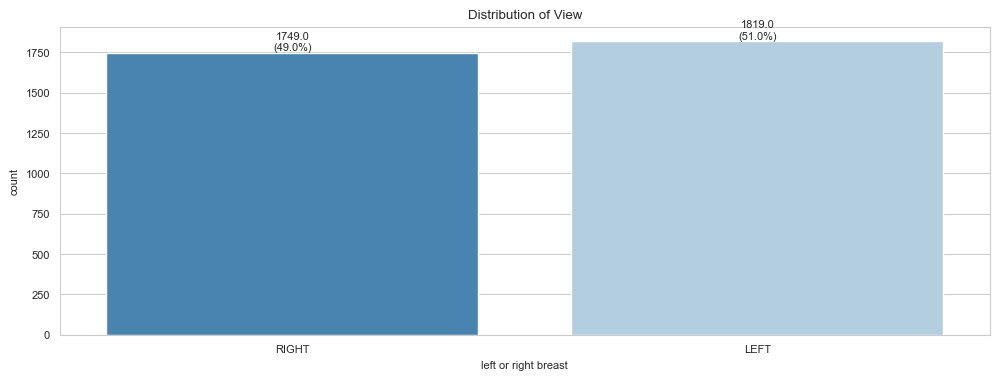 Distribution of View
1749.0
(49.0%)
1819.0
(51.0%)
1750
1500
1250
1000
750
500
250
0
count
RIGHT
LEFT
left or right breast